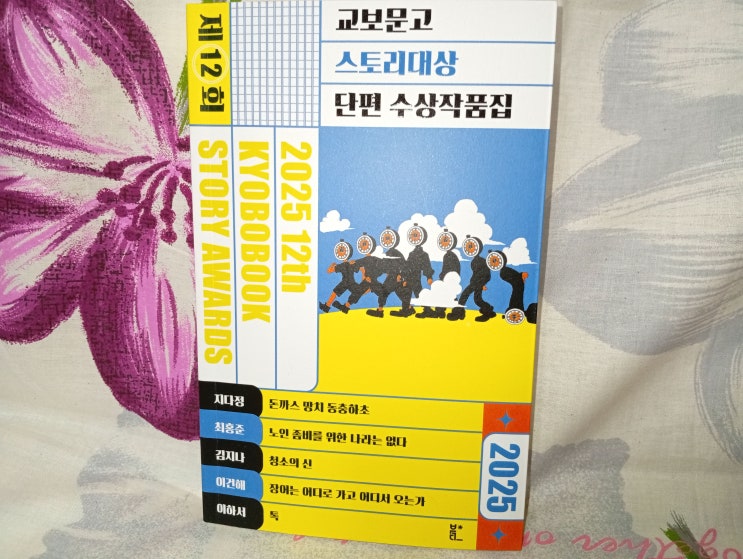 제12회
교보문고
스토리대상
단편 수상작품집
2025 12th
KYOBOBOOK
STORY AWARDS
지다정 돈까스 망치 동충하초
최홍준 노인 좀비를 위한 나라는 없다
김지나 청소의 신
이건해 장어는 어디로 가고 어디서 오는가
이하서 톡
2025